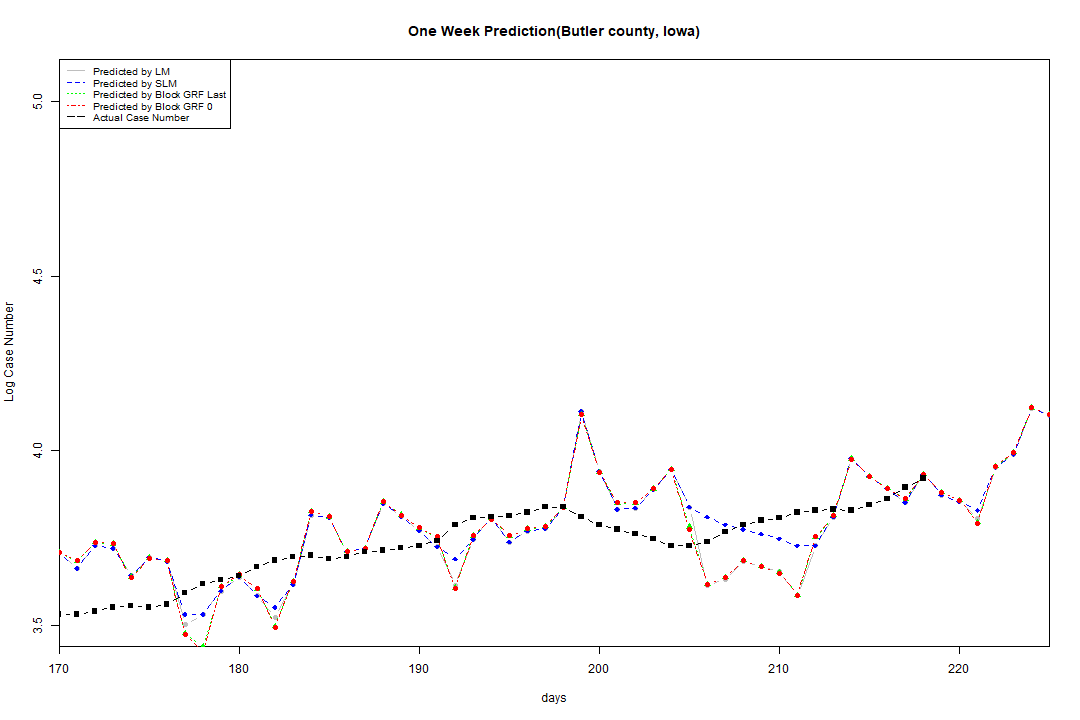 One Week Prediction(Butler county, Iowa)
Predicted by LM
Predicted by SLM
Predicted by Block GRF Last
Predicted by Block GRF 0
Actual Case Number
5.0
4.5
4.0
3.5
Log Case Number
170 180 190 200 210 220
days